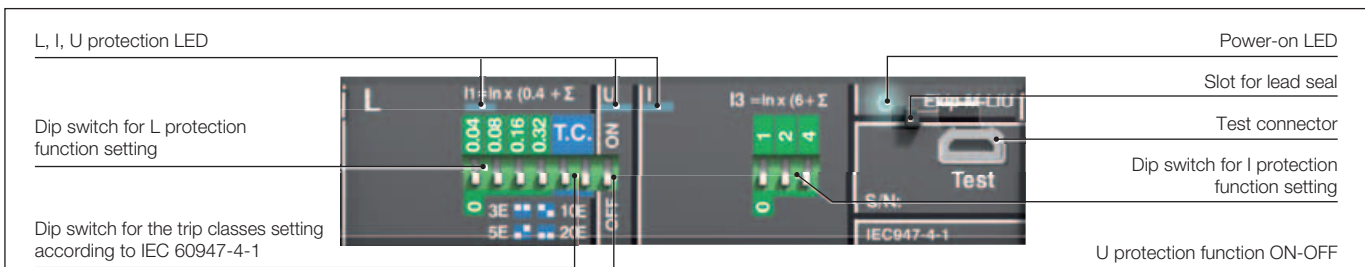 L, I, U protection LED
Power-on LED
Slot for lead seal
Test connector
Dip switch for L protection
function setting
Dip switch for I protection
function setting
Dip switch for the trip classes setting
according to IEC 60947-4-1
U protection function ON-OFF
L
I1=In x (0.4 + Σ
U
I
I3 =In x (6+ Σ
Ekip M-LIU
0.04
0.08
0.16
0.32
T.C.
ON
1
2
4
Test
0
3E
10E
OFF
0
S/N:
5E
20E
IEC947-4-1